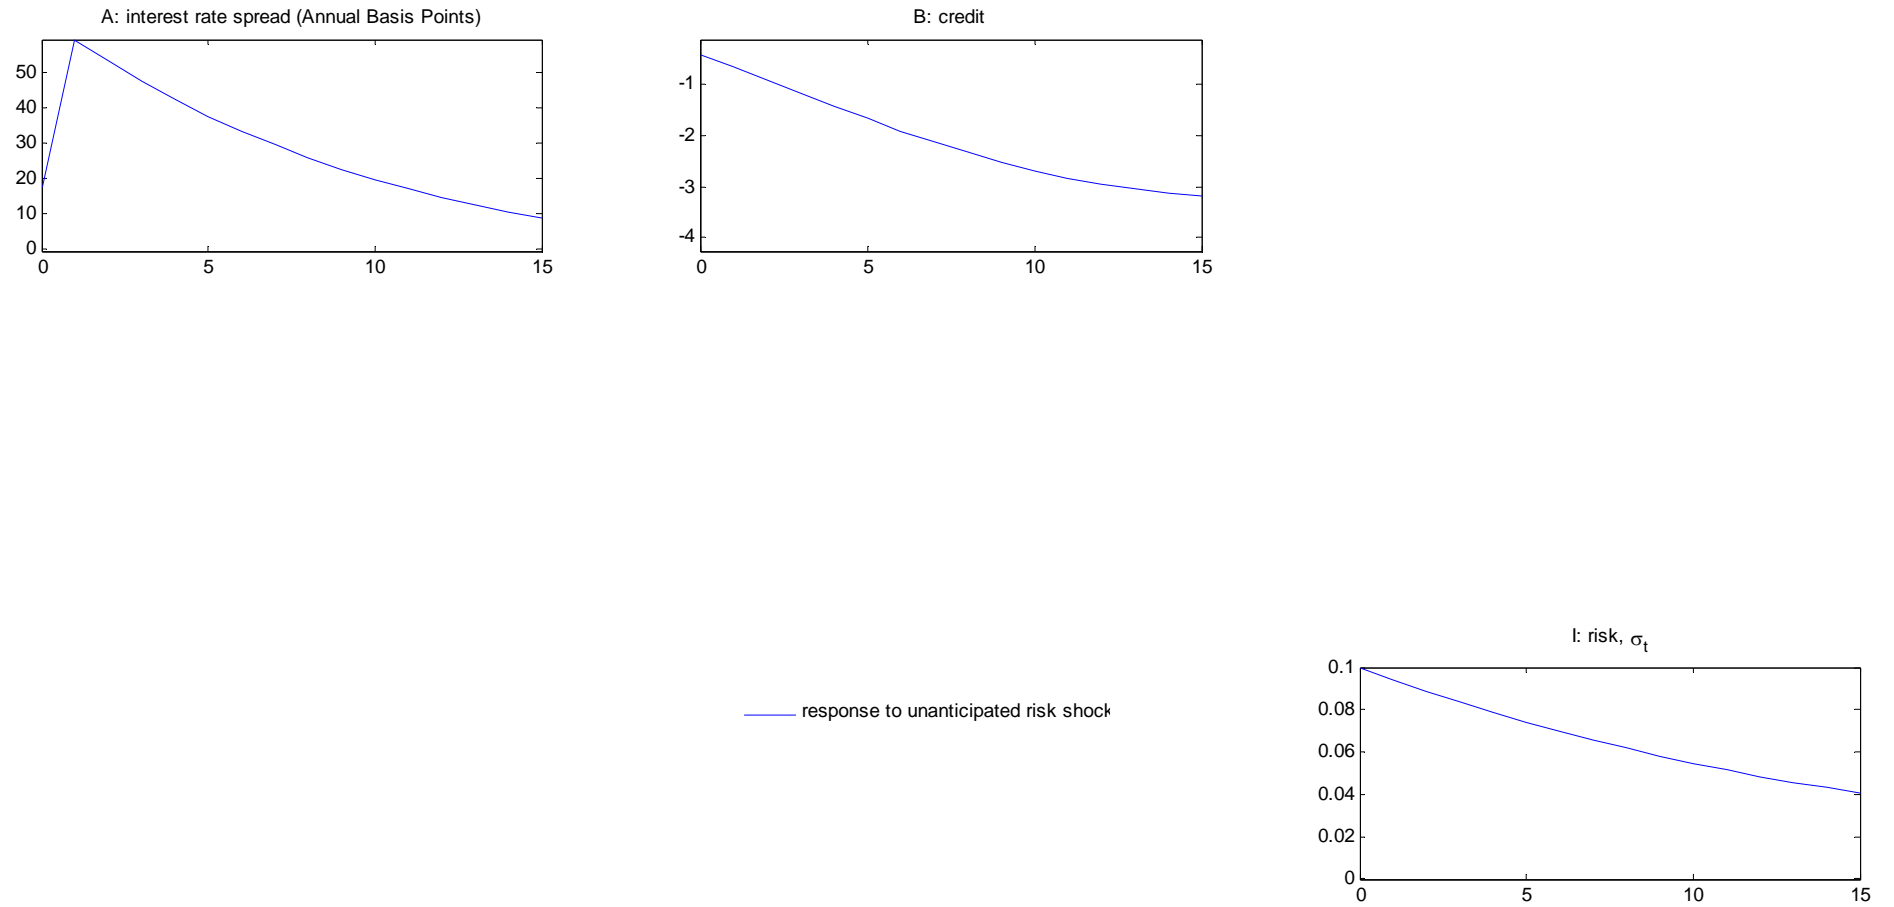 A: interest rate spread (Annual Basis Points)
50
40
30
20
10
0
0 5 10 15
B: credit
-1
-2
-3
-4
0 5 10 15
response to unanticipated risk shock
I: risk, σt
0.1
0.08
0.06
0.04
0.02
0
0 5 10 15